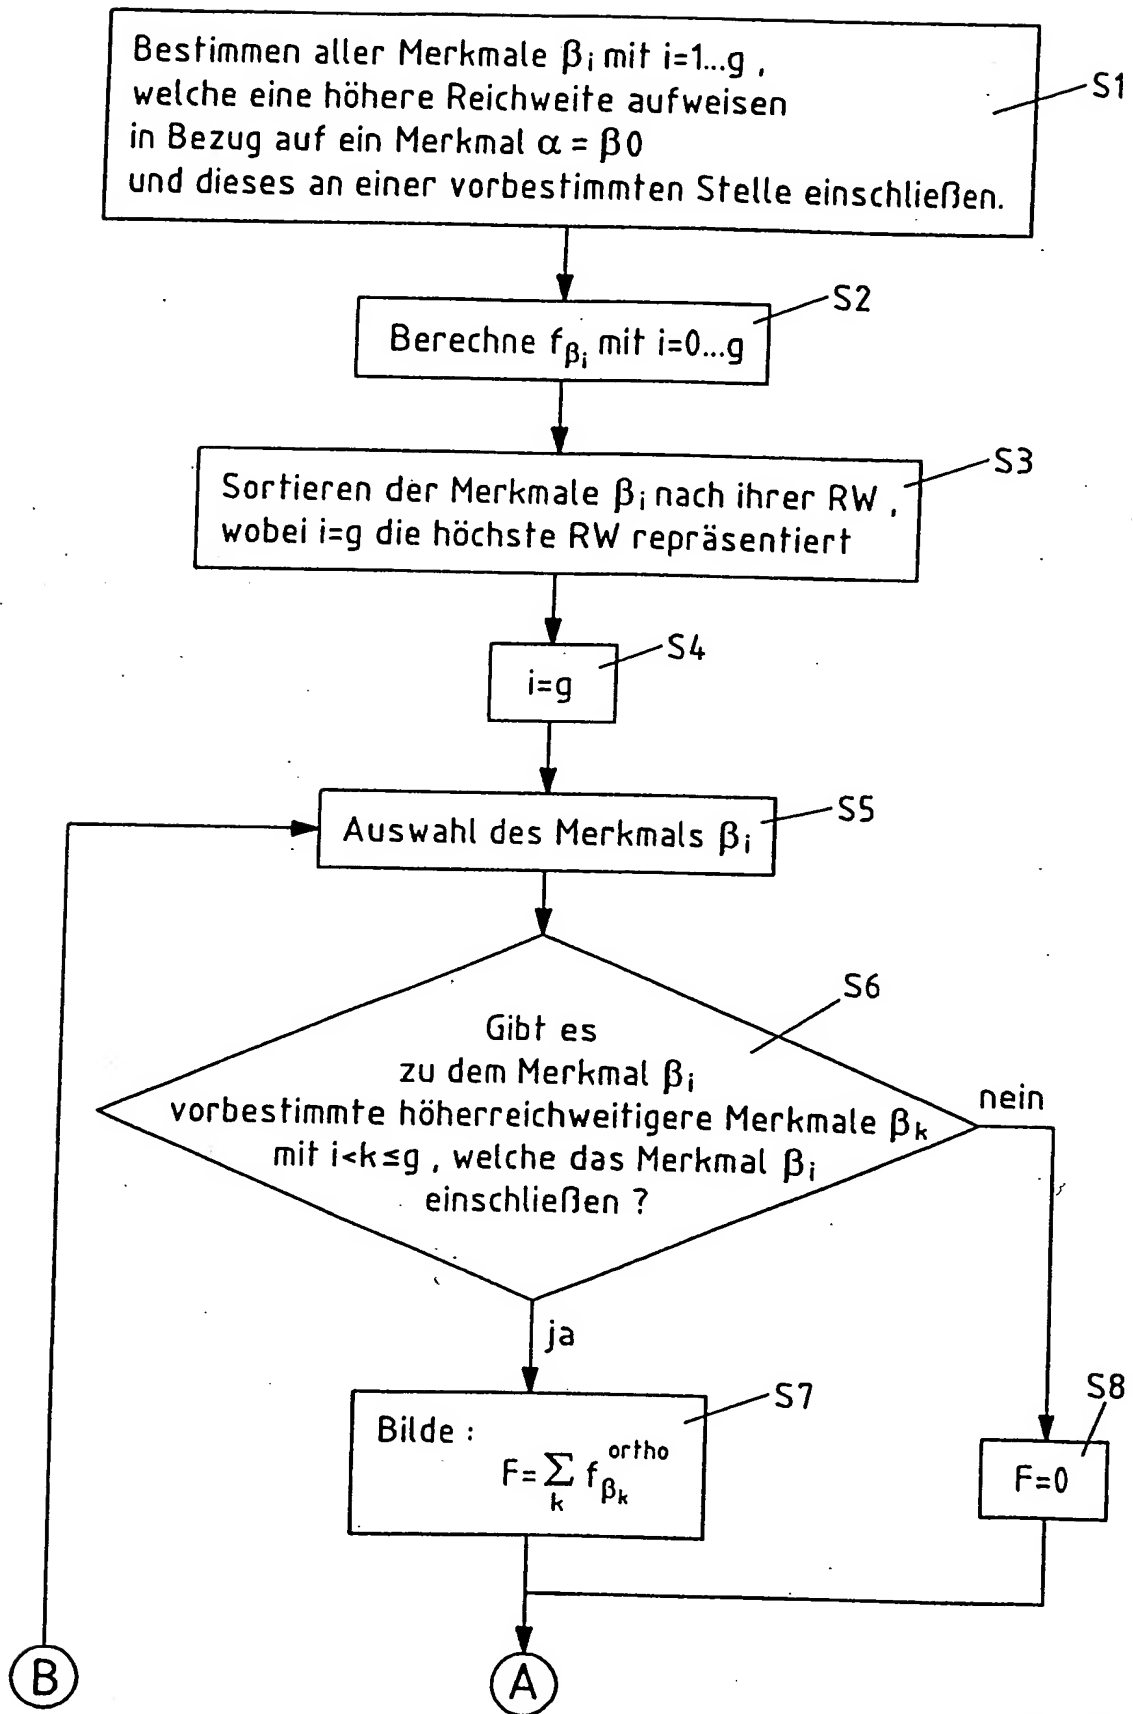 Bestimmen aller Merkmale βi mit i=1...g ,
welche eine höhere Reichweite aufweisen
in Bezug auf ein Merkmal α = β0
und dieses an einer vorbestimmten Stelle einschließen.
S1
S2
Berechne fβi mit i=0...g
S3
Sortieren der Merkmale βi nach ihrer RW ,
wobei i=g die höchste RW repräsentiert
S4
i=g
S5
Auswahl des Merkmals βi
S6
Gibt es
zu dem Merkmal βi
vorbestimmte höherreichweitigere Merkmale βk
mit i<k≤g , welche das Merkmal βi
einschließen ?
nein
ja
S7
Bilde :
F=∑k fβk ortho
S8
F=0
B
A